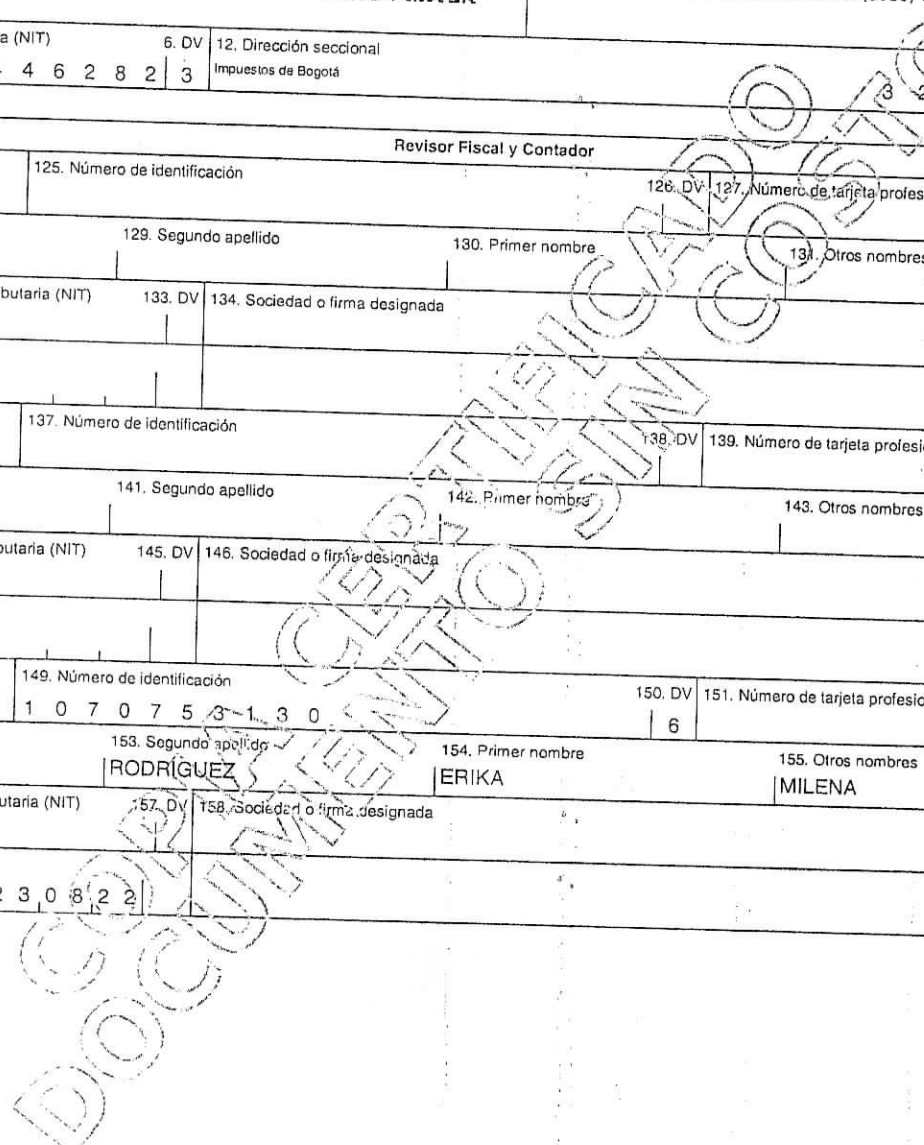 a (NIT) 6. DV 12. Dirección seccional
4 6 2 8 2 3 Impuestos de Bogotá 3 2
Revisor Fiscal y Contador
125. Número de identificación 126. DV 127. Número de tarjeta profes
129. Segundo apellido 130. Primer nombre 131. Otros nombres
butaria (NIT) 133. DV 134. Sociedad o firma designada
137. Número de identificación 138. DV 139. Número de tarjeta profesi
141. Segundo apellido 142. Primer nombre 143. Otros nombres
butaria (NIT) 145. DV 146. Sociedad o firma designada
149. Número de identificación 150. DV 151. Número de tarjeta profesio
1 0 7 0 7 5 3 1 3 0 6
153. Segundo apellido 154. Primer nombre 155. Otros nombres
RODRÍGUEZ ERIKA MILENA
utaria (NIT) 157. DV 158. Sociedad o firma designada
2 3 0 8 2 2
COPIA CERTIFICADO
DOCUMENTO SIN COSTO